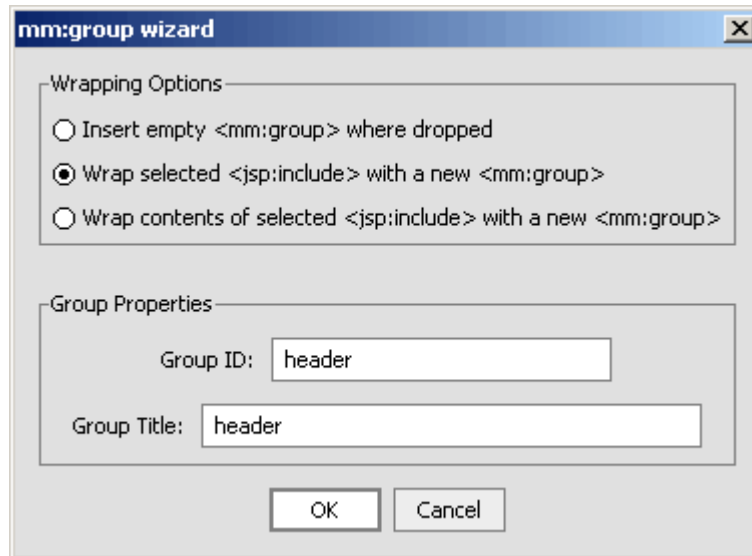 mm:group wizard
Wrapping Options
Insert empty <mm:group> where dropped
Wrap selected <jsp:include> with a new <mm:group>
Wrap contents of selected <jsp:include> with a new <mm:group>
Group Properties
Group ID: header
Group Title: header
OK Cancel